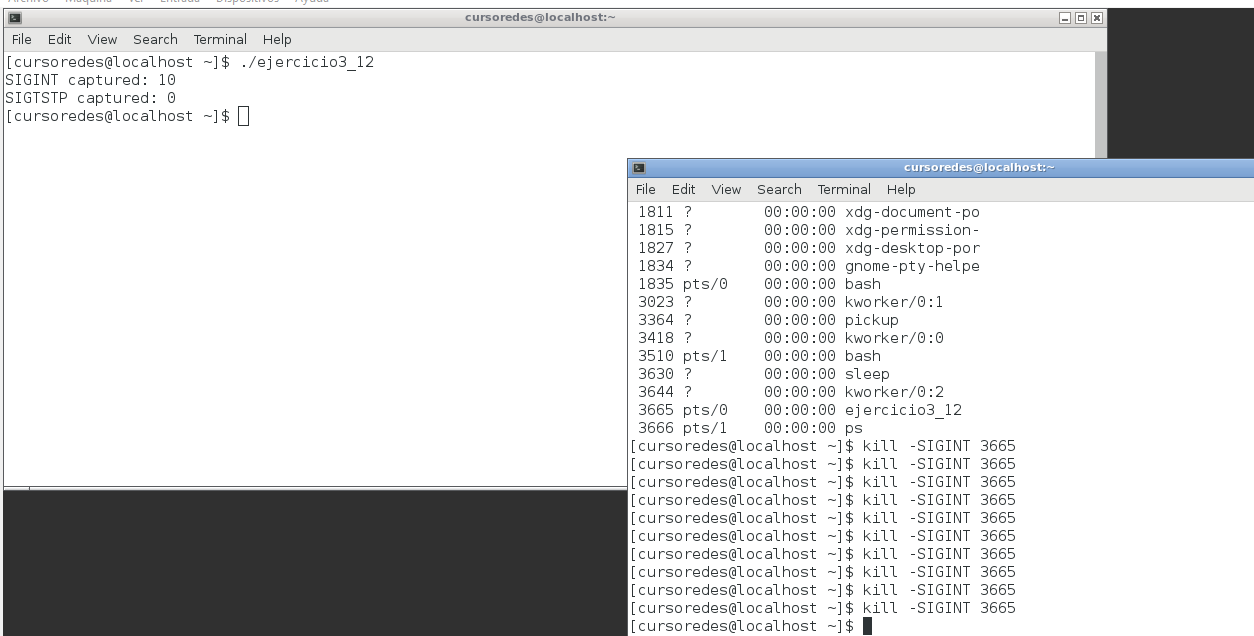 Archivo Máquina Ver Entrada Dispositivos Ayuda
cursoredes@localhost:~
File Edit View Search Terminal Help
[cursoredes@localhost ~]$ ./ejercicio3_12
SIGINT captured: 10
SIGTSTP captured: 0
[cursoredes@localhost ~]$
cursoredes@localhost:~
File Edit View Search Terminal Help
1811 ? 00:00:00 xdg-document-po
1815 ? 00:00:00 xdg-permission-
1827 ? 00:00:00 xdg-desktop-por
1834 ? 00:00:00 gnome-pty-helpe
1835 pts/0 00:00:00 bash
3023 ? 00:00:00 kworker/0:1
3364 ? 00:00:00 pickup
3418 ? 00:00:00 kworker/0:0
3510 pts/1 00:00:00 bash
3630 ? 00:00:00 sleep
3644 ? 00:00:00 kworker/0:2
3665 pts/0 00:00:00 ejercicio3_12
3666 pts/1 00:00:00 ps
[cursoredes@localhost ~]$ kill -SIGINT 3665
[cursoredes@localhost ~]$ kill -SIGINT 3665
[cursoredes@localhost ~]$ kill -SIGINT 3665
[cursoredes@localhost ~]$ kill -SIGINT 3665
[cursoredes@localhost ~]$ kill -SIGINT 3665
[cursoredes@localhost ~]$ kill -SIGINT 3665
[cursoredes@localhost ~]$ kill -SIGINT 3665
[cursoredes@localhost ~]$ kill -SIGINT 3665
[cursoredes@localhost ~]$ kill -SIGINT 3665
[cursoredes@localhost ~]$ kill -SIGINT 3665
[cursoredes@localhost ~]$